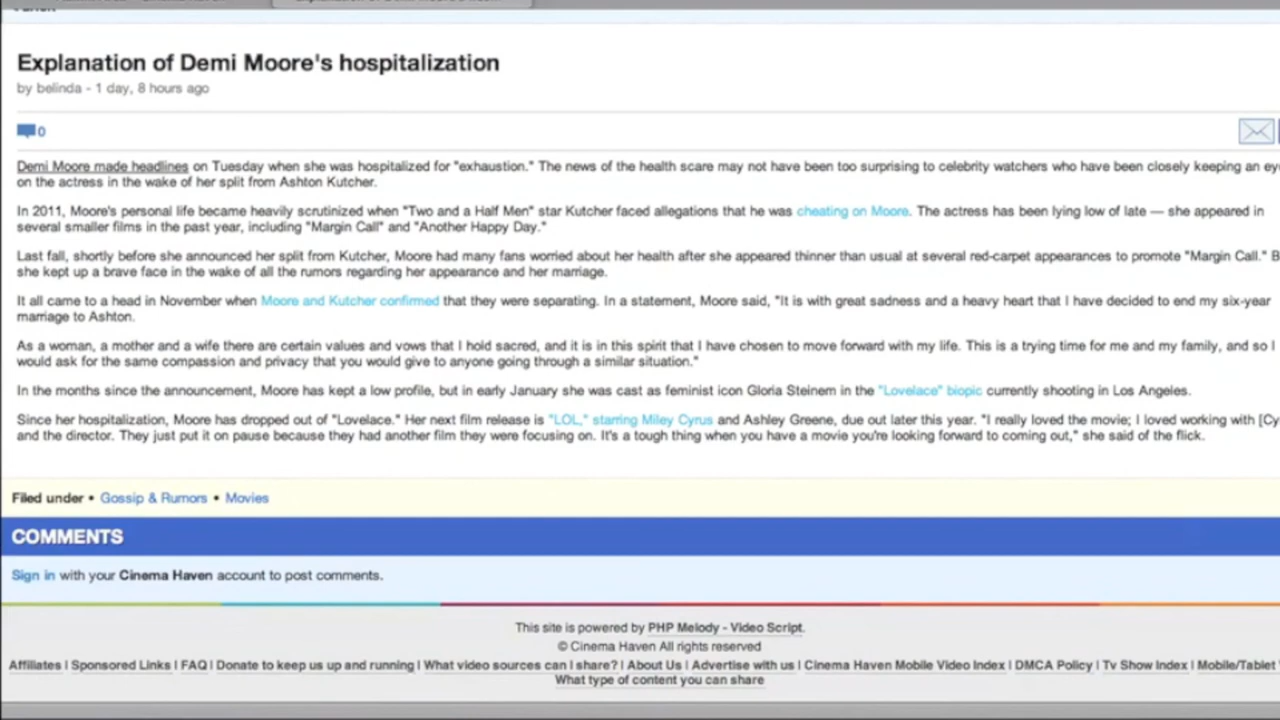 Explanation of Demi Moore's hospitalization
by belinda - 1 day, 8 hours ago
0
Demi Moore made headlines on Tuesday when she was hospitalized for "exhaustion." The news of the health scare may not have been too surprising to celebrity watchers who have been closely keeping an
on the actress in the wake of her split from Ashton Kutcher.
In 2011, Moore's personal life became heavily scrutinized when "Two and a Half Men" star Kutcher faced allegations that he was cheating on Moore. The actress has been lying low of late — she appeared in
several smaller films in the past year, including "Margin Call" and "Another Happy Day."
Last fall, shortly before she announced her split from Kutcher, Moore had many fans worried about her health after she appeared thinner than usual at several red-carpet appearances to promote "Margin Call."
she kept up a brave face in the wake of all the rumors regarding her appearance and her marriage.
It all came to a head in November when Moore and Kutcher confirmed that they were separating. In a statement, Moore said, "It is with great sadness and a heavy heart that I have decided to end my six-year
marriage to Ashton.
As a woman, a mother and a wife there are certain values and vows that I hold sacred, and it is in this spirit that I have chosen to move forward with my life. This is a trying time for me and my family, and so I
would ask for the same compassion and privacy that you would give to anyone going through a similar situation."
In the months since the announcement, Moore has kept a low profile, but in early January she was cast as feminist icon Gloria Steinem in the "Lovelace" biopic currently shooting in Los Angeles.
Since her hospitalization, Moore has dropped out of "Lovelace." Her next film release is "LOL," starring Miley Cyrus and Ashley Greene, due out later this year. "I really loved the movie; I loved working with
and the director. They just put it on pause because they had another film they were focusing on. It's a tough thing when you have a movie you're looking forward to coming out," she said of the flick.
Filed under • Gossip & Rumors • Movies
COMMENTS
Sign in with your Cinema Haven account to post comments.
This site is powered by PHP Melody - Video Script.
© Cinema Haven All rights reserved
Affiliates | Sponsored Links | FAQ | Donate to keep us up and running | What video sources can I share? | About Us | Advertise with us | Cinema Haven Mobile Video Index | DMCA Policy | Tv Show Index | Mobile/Tablet
What type of content you can share